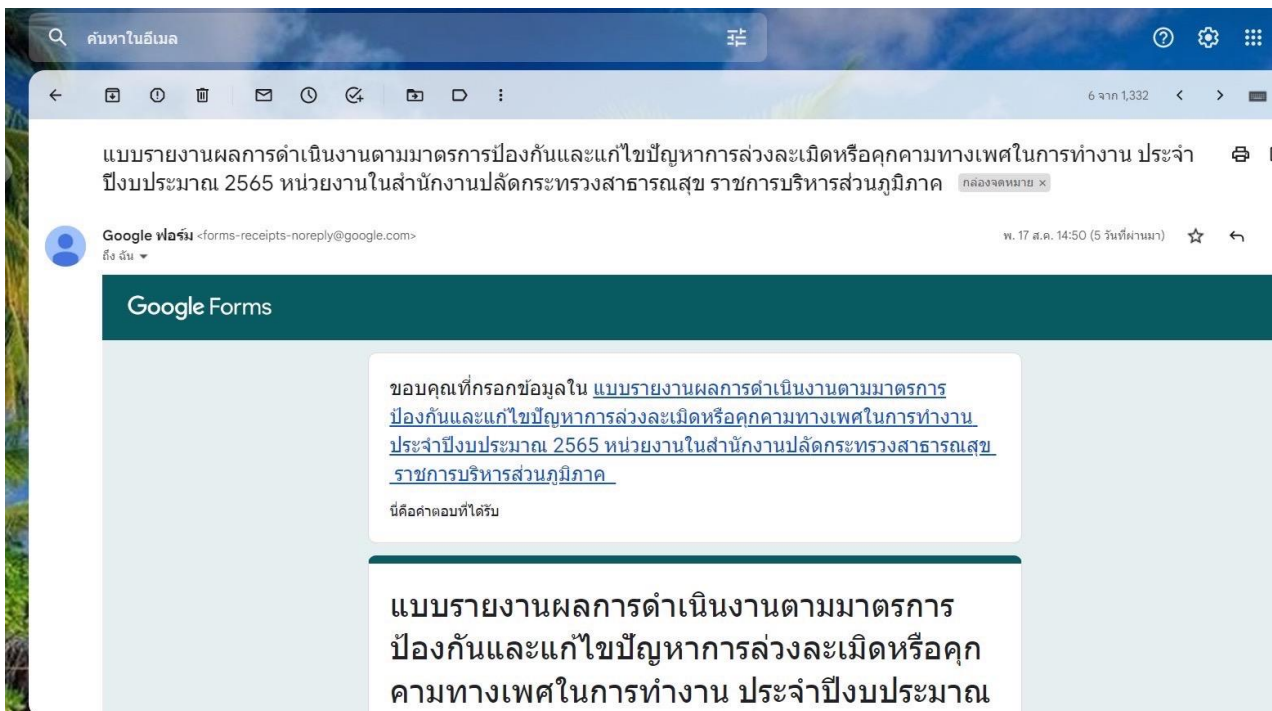 ค้นหาในอีเมล
6 จาก 1,332
แบบรายงานผลการดำเนินงานตามมาตรการป้องกันและแก้ไขปัญหาการล่วงละเมิดหรือคุกคามทางเพศในการทำงาน ประจำ
ปีงบประมาณ 2565 หน่วยงานในสำนักงานปลัดกระทรวงสาธารณสุข ราชการบริหารส่วนภูมิภาค กล่องจดหมาย ×
Google ฟอร์ม <forms-receipts-noreply@google.com> พ. 17 ส.ค. 14:50 (5 วันที่ผ่านมา)
ถึง ฉัน
Google Forms
ขอบคุณที่กรอกข้อมูลใน แบบรายงานผลการดำเนินงานตามมาตรการ
ป้องกันและแก้ไขปัญหาการล่วงละเมิดหรือคุกคามทางเพศในการทำงาน
ประจำปีงบประมาณ 2565 หน่วยงานในสำนักงานปลัดกระทรวงสาธารณสุข
ราชการบริหารส่วนภูมิภาค
นี่คือคำตอบที่ได้รับ
แบบรายงานผลการดำเนินงานตามมาตรการ
ป้องกันและแก้ไขปัญหาการล่วงละเมิดหรือคุก
คามทางเพศในการทำงาน ประจำปีงบประมาณ